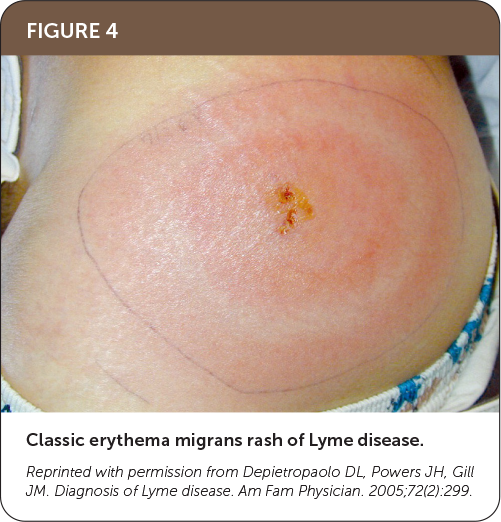 FIGURE 4
Classic erythema migrans rash of Lyme disease.
Reprinted with permission from Depietropaolo DL, Powers JH, Gill
JM. Diagnosis of Lyme disease. Am Fam Physician. 2005;72(2):299.